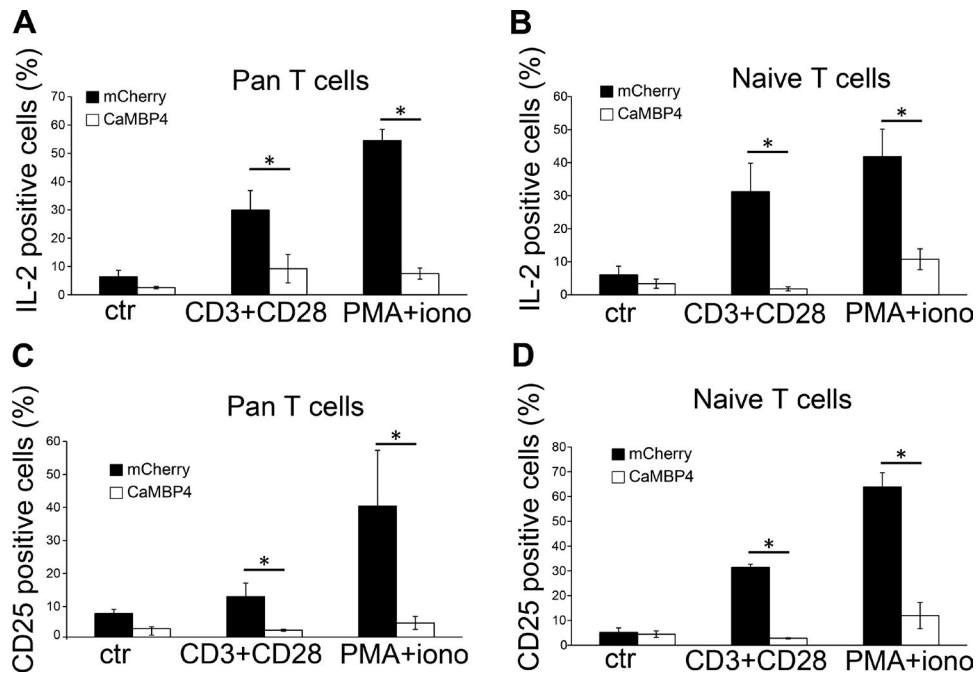 A
Pan T cells
IL-2 positive cells (%)
mCherry
CaMBP4
70
60
50
40
30
20
10
0
*
*
ctr
CD3+CD28
PMA+iono
B
Naive T cells
IL-2 positive cells (%)
mCherry
CaMBP4
60
50
40
30
20
10
0
*
*
ctr
CD3+CD28
PMA+iono
C
Pan T cells
CD25 positive cells (%)
mCherry
CaMBP4
60
50
40
30
20
10
0
*
*
ctr
CD3+CD28
PMA+iono
D
Naive T cells
CD25 positive cells (%)
mCherry
CaMBP4
80
70
60
50
40
30
20
10
0
*
*
ctr
CD3+CD28
PMA+iono